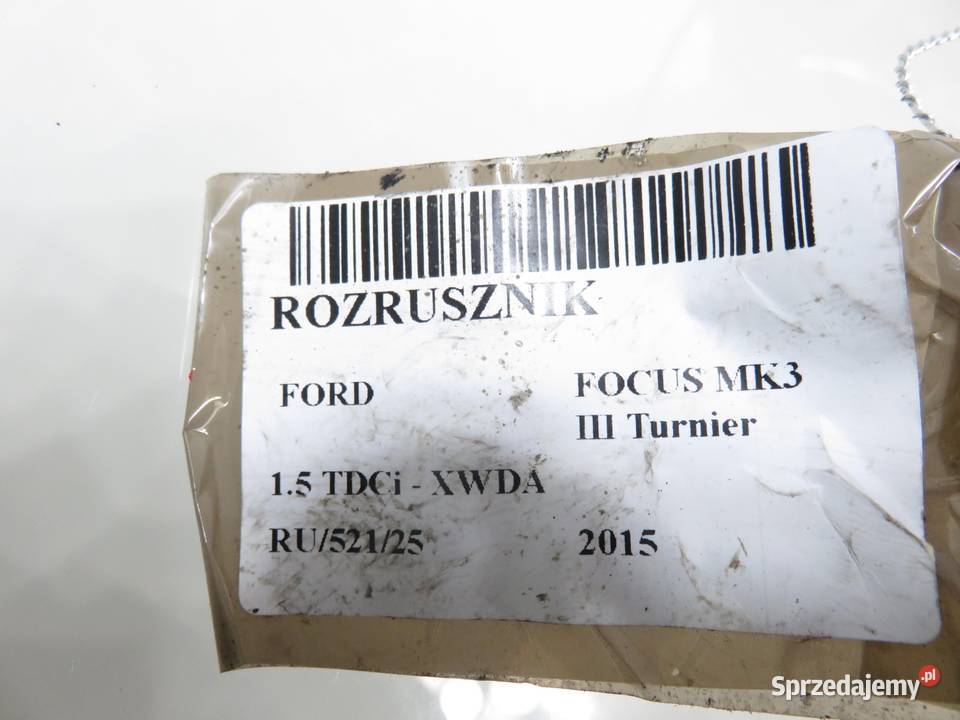 ROZRUSZNIK
FORD
FOCUS MK3
III Turnier
1.5 TDCi - XWDA
RU/521/25
2015
Sprzedajemy.pl